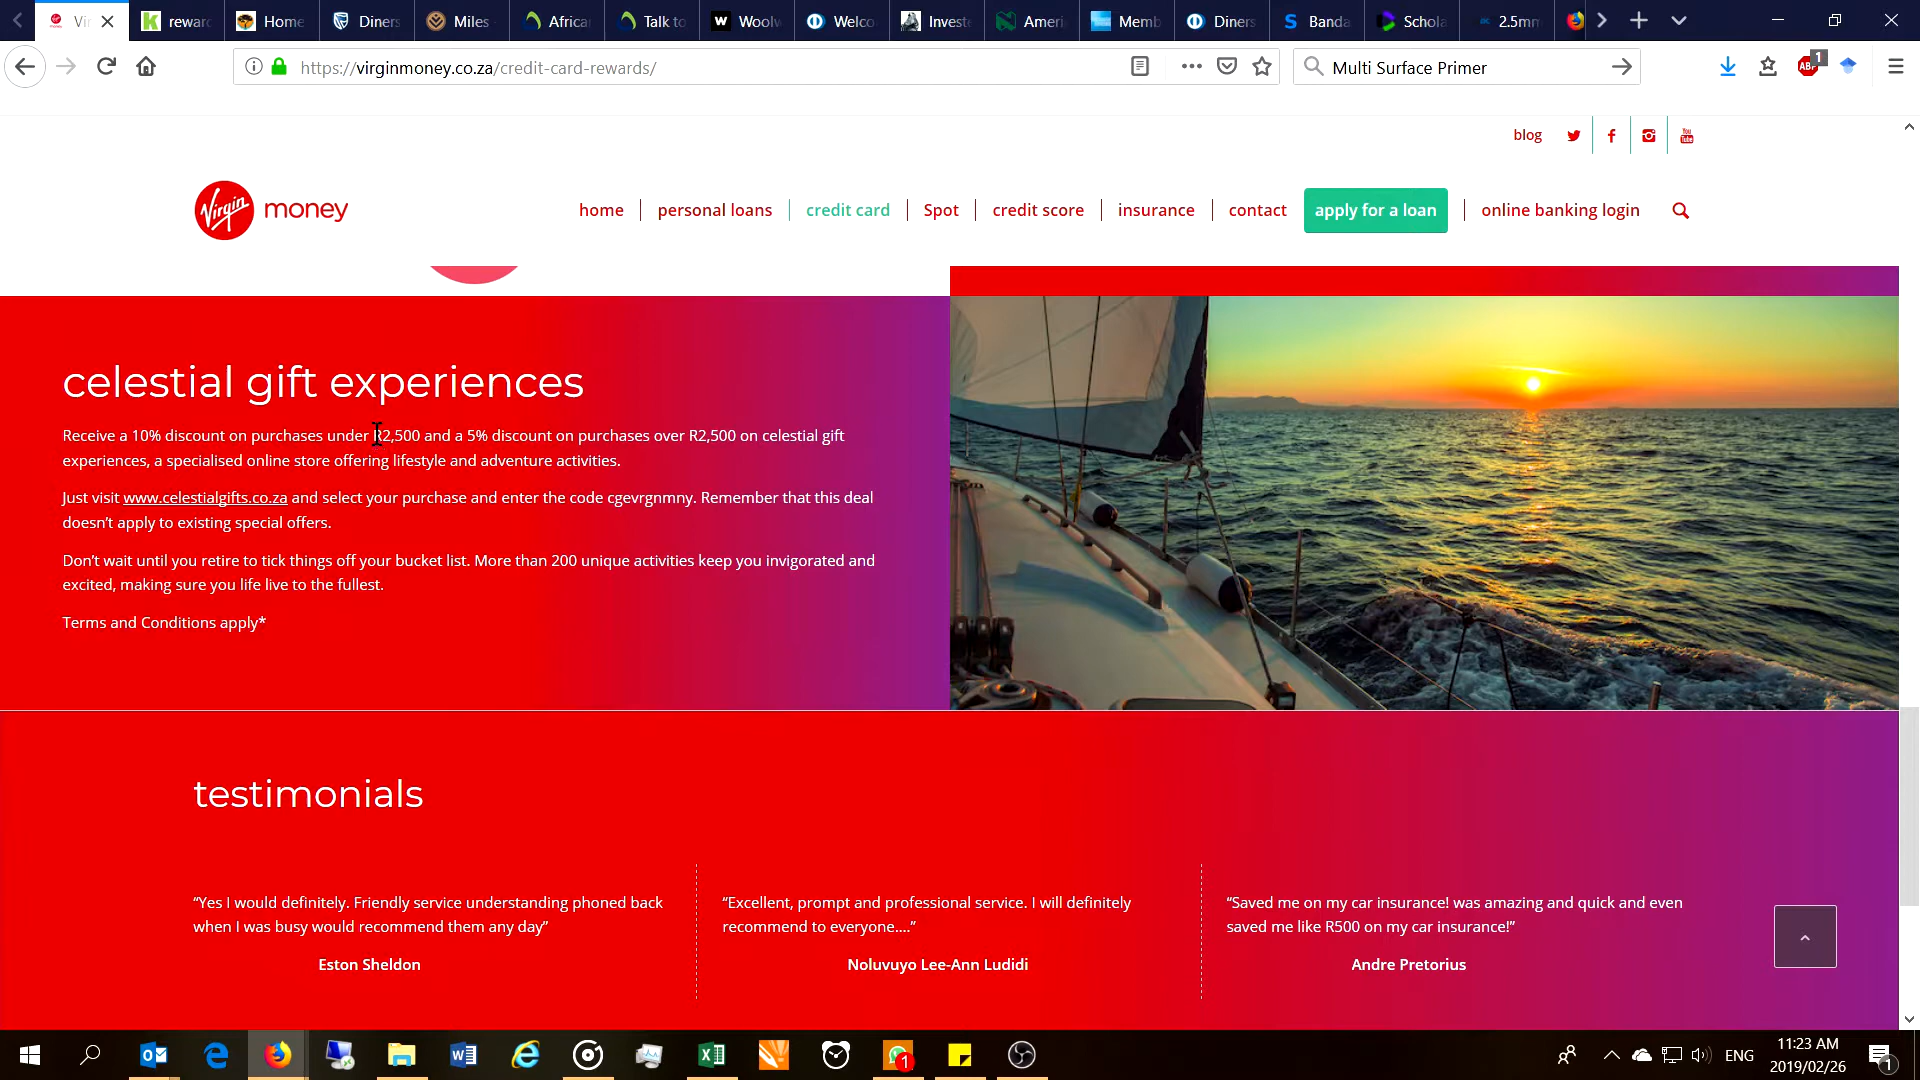 Vir
rewar
Home
Diners
Miles
Africa
Talk to
Woolw
Welco
Investe
Ameri
Memb
Diners
Banda
Schola
2.5mm
https://virginmoney.co.za/credit-card-rewards/
Multi Surface Primer
ABP
1
blog
You Tube
Virgin money
home
personal loans
credit card
Spot
credit score
insurance
contact
apply for a loan
online banking login
celestial gift experiences
Receive a 10% discount on purchases under R2,500 and a 5% discount on purchases over R2,500 on celestial gift
experiences, a specialised online store offering lifestyle and adventure activities.
Just visit www.celestialgifts.co.za and select your purchase and enter the code cgevrgnmny. Remember that this deal
doesn’t apply to existing special offers.
Don’t wait until you retire to tick things off your bucket list. More than 200 unique activities keep you invigorated and
excited, making sure you life live to the fullest.
Terms and Conditions apply*
testimonials
“Yes I would definitely. Friendly service understanding phoned back
when I was busy would recommend them any day”
Eston Sheldon
“Excellent, prompt and professional service. I will definitely
recommend to everyone....”
Noluvuyo Lee-Ann Ludidi
“Saved me on my car insurance! was amazing and quick and even
saved me like R500 on my car insurance!”
Andre Pretorius
1
ENG
11:23 AM
2019/02/26
1